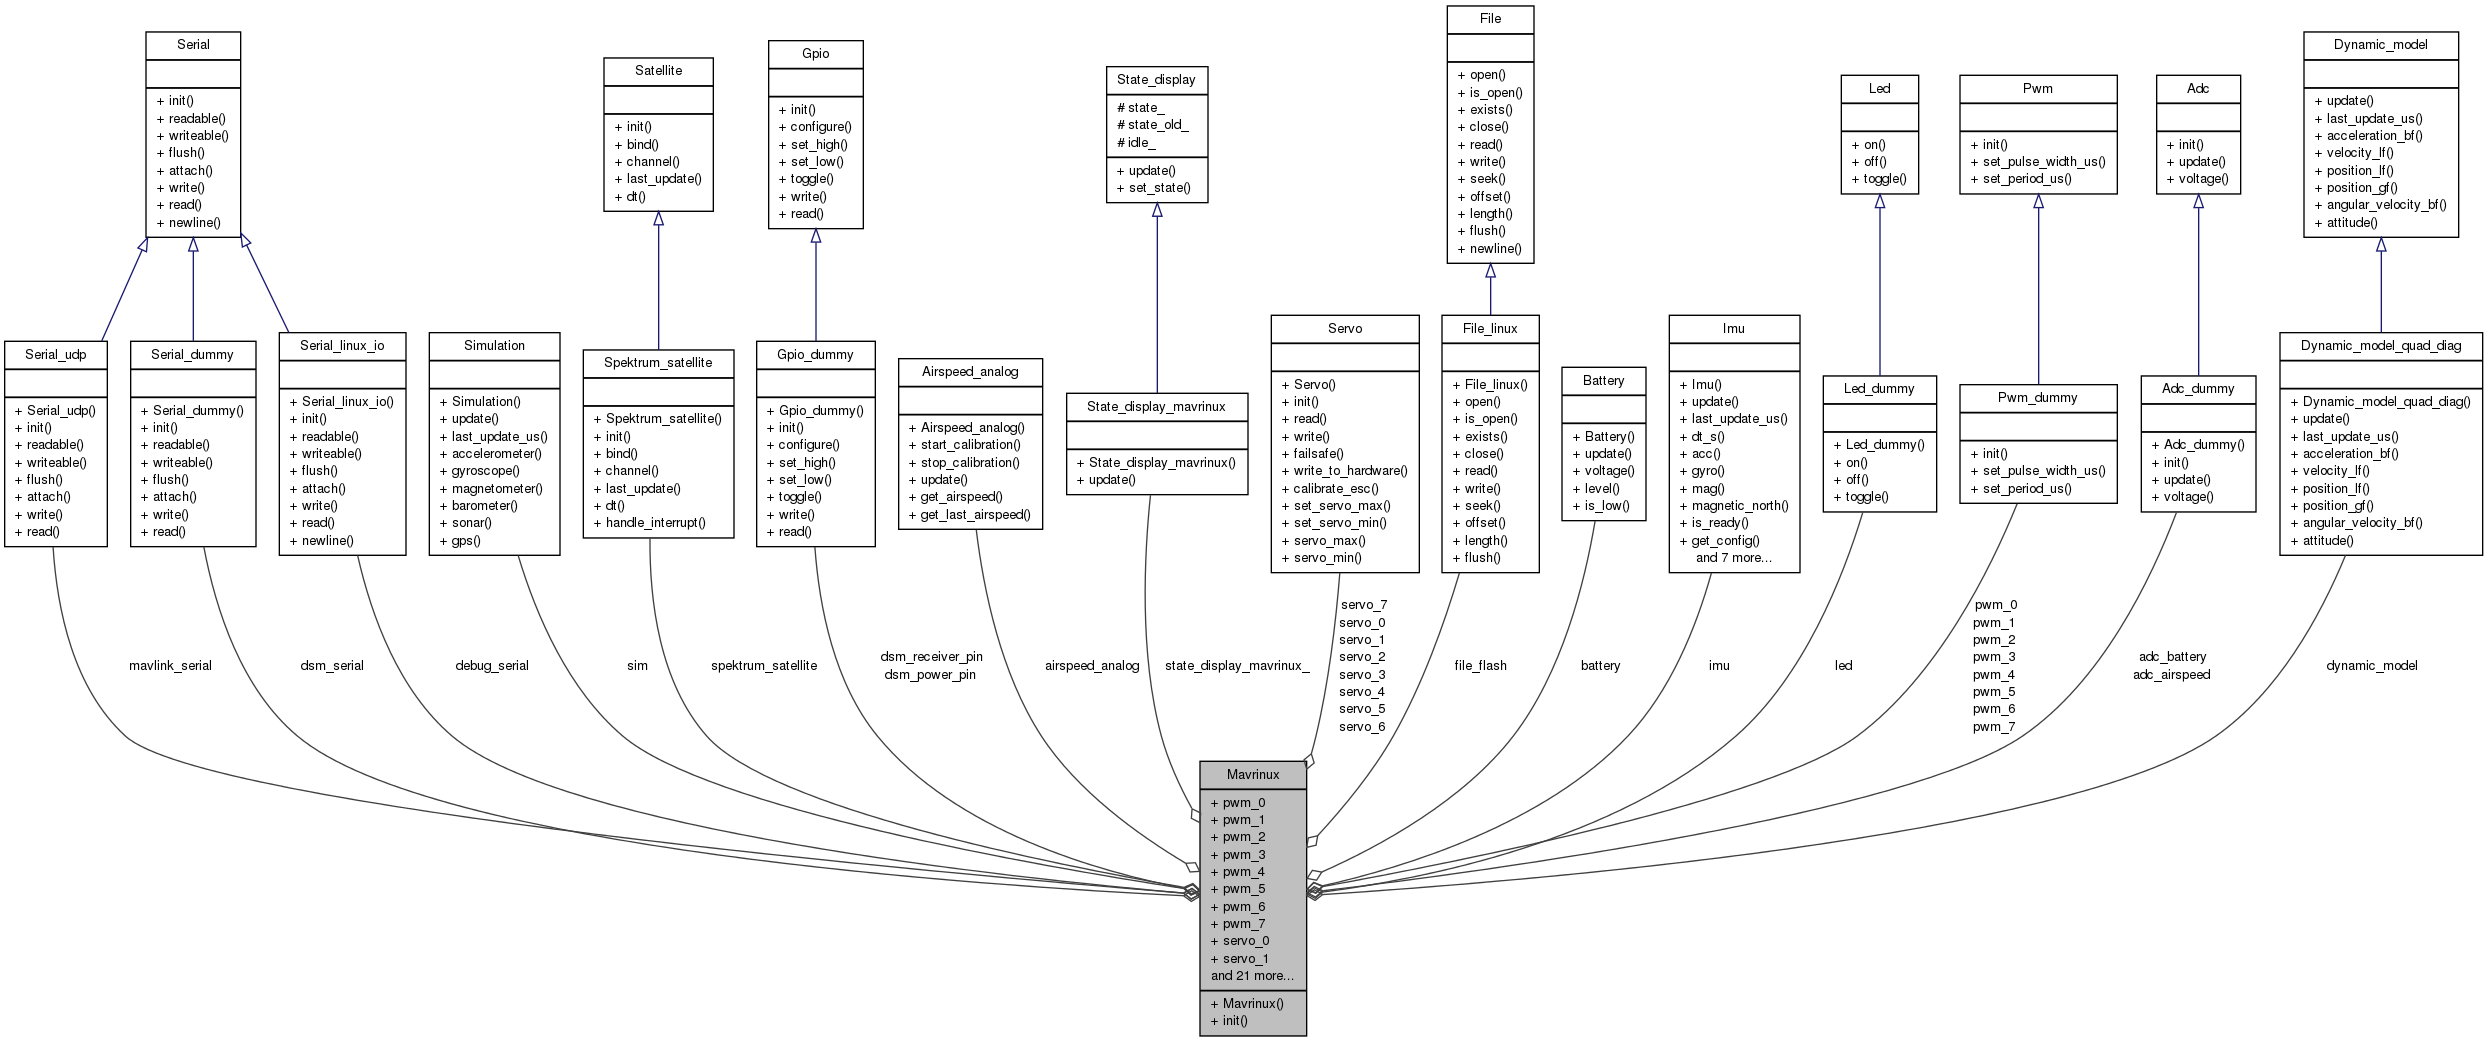 Serial
+ init()
+ readable()
+ writeable()
+ flush()
+ attach()
+ write()
+ read()
+ newline()
Satellite
+ init()
+ bind()
+ channel()
+ last_update()
+ dt()
Gpio
+ init()
+ configure()
+ set_high()
+ set_low()
+ toggle()
+ write()
+ read()
State_display
# state_
# state_old_
# idle_
+ update()
+ set_state()
File
+ open()
+ is_open()
+ exists()
+ close()
+ read()
+ write()
+ seek()
+ offset()
+ length()
+ flush()
+ newline()
Led
+ on()
+ off()
+ toggle()
Pwm
+ init()
+ set_pulse_width_us()
+ set_period_us()
Adc
+ init()
+ update()
+ voltage()
Dynamic_model
+ update()
+ last_update_us()
+ acceleration_bf()
+ velocity_lf()
+ position_lf()
+ position_gf()
+ angular_velocity_bf()
+ attitude()
Serial_udp
+ Serial_udp()
+ init()
+ readable()
+ writeable()
+ flush()
+ attach()
+ write()
+ read()
Serial_dummy
+ Serial_dummy()
+ init()
+ readable()
+ writeable()
+ flush()
+ attach()
+ write()
+ read()
Serial_linux_io
+ Serial_linux_io()
+ init()
+ readable()
+ writeable()
+ flush()
+ attach()
+ write()
+ read()
+ newline()
Simulation
+ Simulation()
+ update()
+ last_update_us()
+ accelerometer()
+ gyroscope()
+ magnetometer()
+ barometer()
+ sonar()
+ gps()
Spektrum_satellite
+ Spektrum_satellite()
+ init()
+ bind()
+ channel()
+ last_update()
+ dt()
+ handle_interrupt()
Gpio_dummy
+ Gpio_dummy()
+ init()
+ configure()
+ set_high()
+ set_low()
+ toggle()
+ write()
+ read()
Airspeed_analog
+ Airspeed_analog()
+ start_calibration()
+ stop_calibration()
+ update()
+ get_airspeed()
+ get_last_airspeed()
State_display_mavrinux
+ State_display_mavrinux()
+ update()
Servo
+ Servo()
+ init()
+ read()
+ write()
+ failsafe()
+ write_to_hardware()
+ calibrate_esc()
+ set_servo_max()
+ set_servo_min()
+ servo_max()
+ servo_min()
File_linux
+ File_linux()
+ open()
+ is_open()
+ exists()
+ close()
+ read()
+ write()
+ seek()
+ offset()
+ length()
+ flush()
Battery
+ Battery()
+ update()
+ voltage()
+ level()
+ is_low()
Imu
+ Imu()
+ update()
+ last_update_us()
+ dt_s()
+ acc()
+ gyro()
+ mag()
+ magnetic_north()
+ is_ready()
+ get_config()
and 7 more...
Led_dummy
+ Led_dummy()
+ on()
+ off()
+ toggle()
Pwm_dummy
+ init()
+ set_pulse_width_us()
+ set_period_us()
Adc_dummy
+ Adc_dummy()
+ init()
+ update()
+ voltage()
Dynamic_model_quad_diag
+ Dynamic_model_quad_diag()
+ update()
+ last_update_us()
+ acceleration_bf()
+ velocity_lf()
+ position_lf()
+ position_gf()
+ angular_velocity_bf()
+ attitude()
mavlink_serial
dsm_serial
debug_serial
sim
spektrum_satellite
dsm_receiver_pin
dsm_power_pin
airspeed_analog
state_display_mavrinux_
servo_7
servo_0
servo_1
servo_2
servo_3
servo_4
servo_5
servo_6
file_flash
battery
imu
led
pwm_0
pwm_1
pwm_2
pwm_3
pwm_4
pwm_5
pwm_6
pwm_7
adc_battery
adc_airspeed
dynamic_model
Mavrinux
+ pwm_0
+ pwm_1
+ pwm_2
+ pwm_3
+ pwm_4
+ pwm_5
+ pwm_6
+ pwm_7
+ servo_0
+ servo_1
and 21 more...
+ Mavrinux()
+ init()